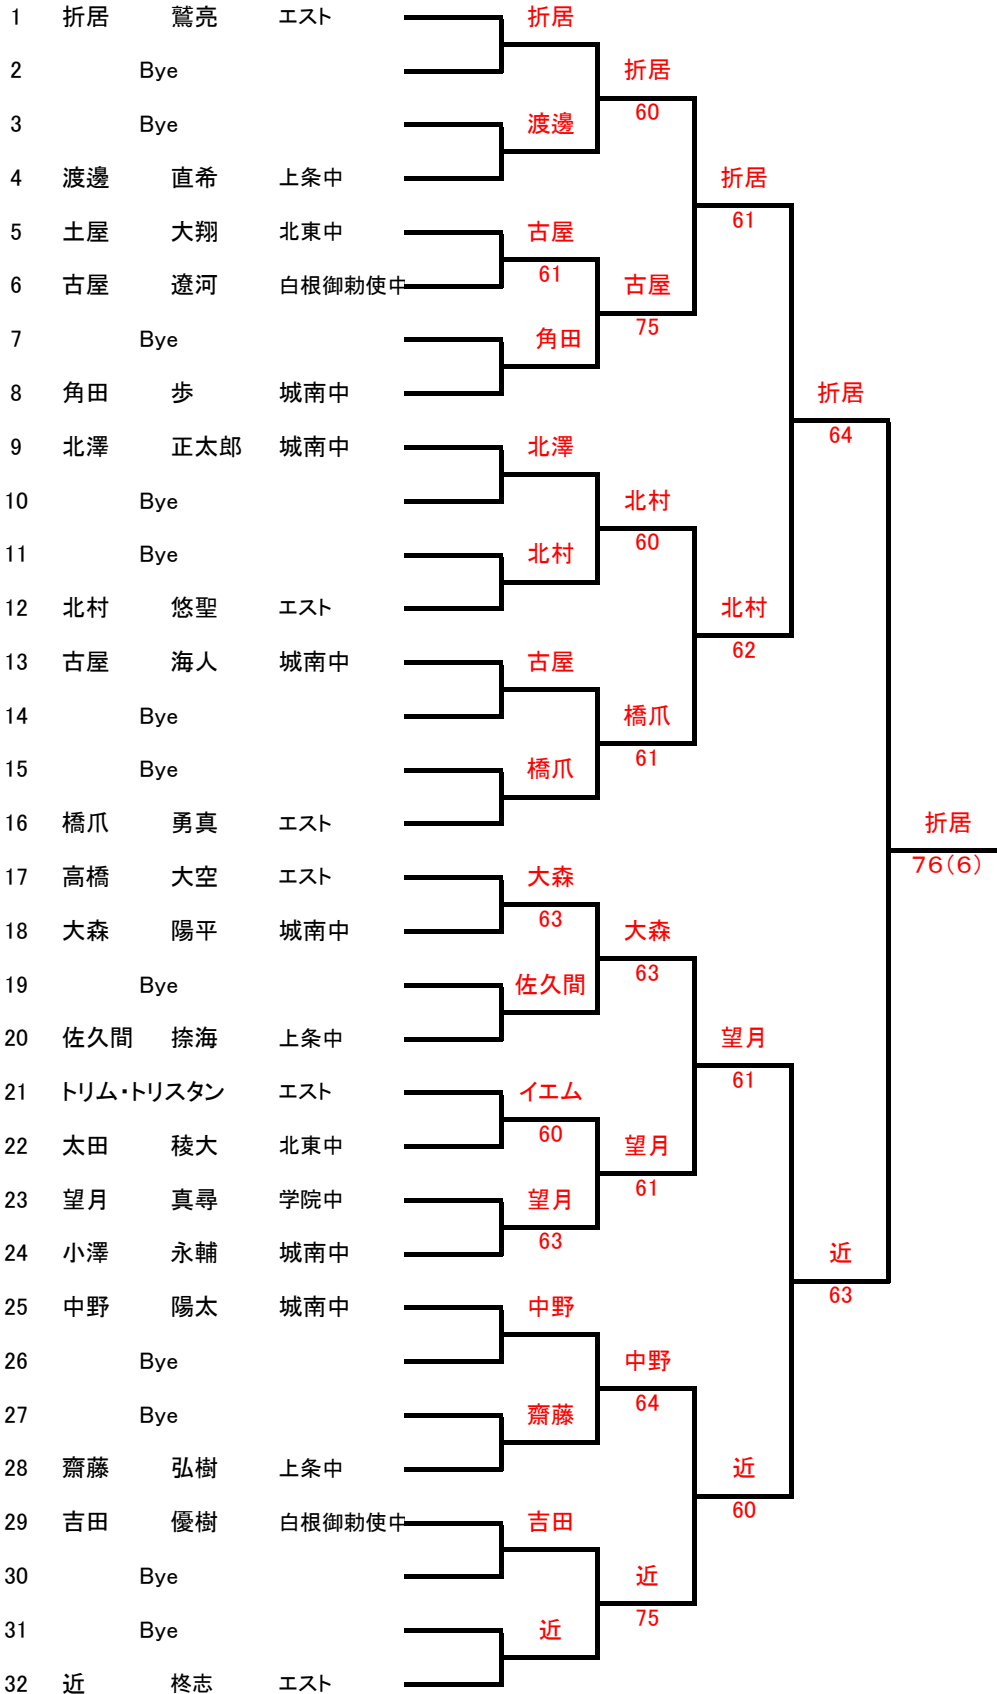 1 折居 鷲亮 エスト 折居
2 Bye 折居
60
3 Bye 渡邊
4 渡邊 直希 上条中 折居
61
5 土屋 大翔 北東中 古屋
61
6 古屋 遼河 白根御勅使中 古屋
75
7 Bye 角田
8 角田 歩 城南中 折居
64
9 北澤 正太郎 城南中 北澤
10 Bye 北村
60
11 Bye 北村
12 北村 悠聖 エスト 北村
62
13 古屋 海人 城南中 古屋
14 Bye 橋爪
61
15 Bye 橋爪
16 橋爪 勇真 エスト 折居
76(6)
17 高橋 大空 エスト 大森
63
18 大森 陽平 城南中 大森
63
19 Bye 佐久間
20 佐久間 捺海 上条中 望月
61
21 トリム・トリスタン エスト イエム
60
22 太田 稜大 北東中 望月
61
23 望月 真尋 学院中 望月
63
24 小澤 永輔 城南中 近
63
25 中野 陽太 城南中 中野
26 Bye 中野
64
27 Bye 齋藤
28 齋藤 弘樹 上条中 近
60
29 吉田 優樹 白根御勅使中 吉田
30 Bye 近
75
31 Bye 近
32 近 柊志 エスト